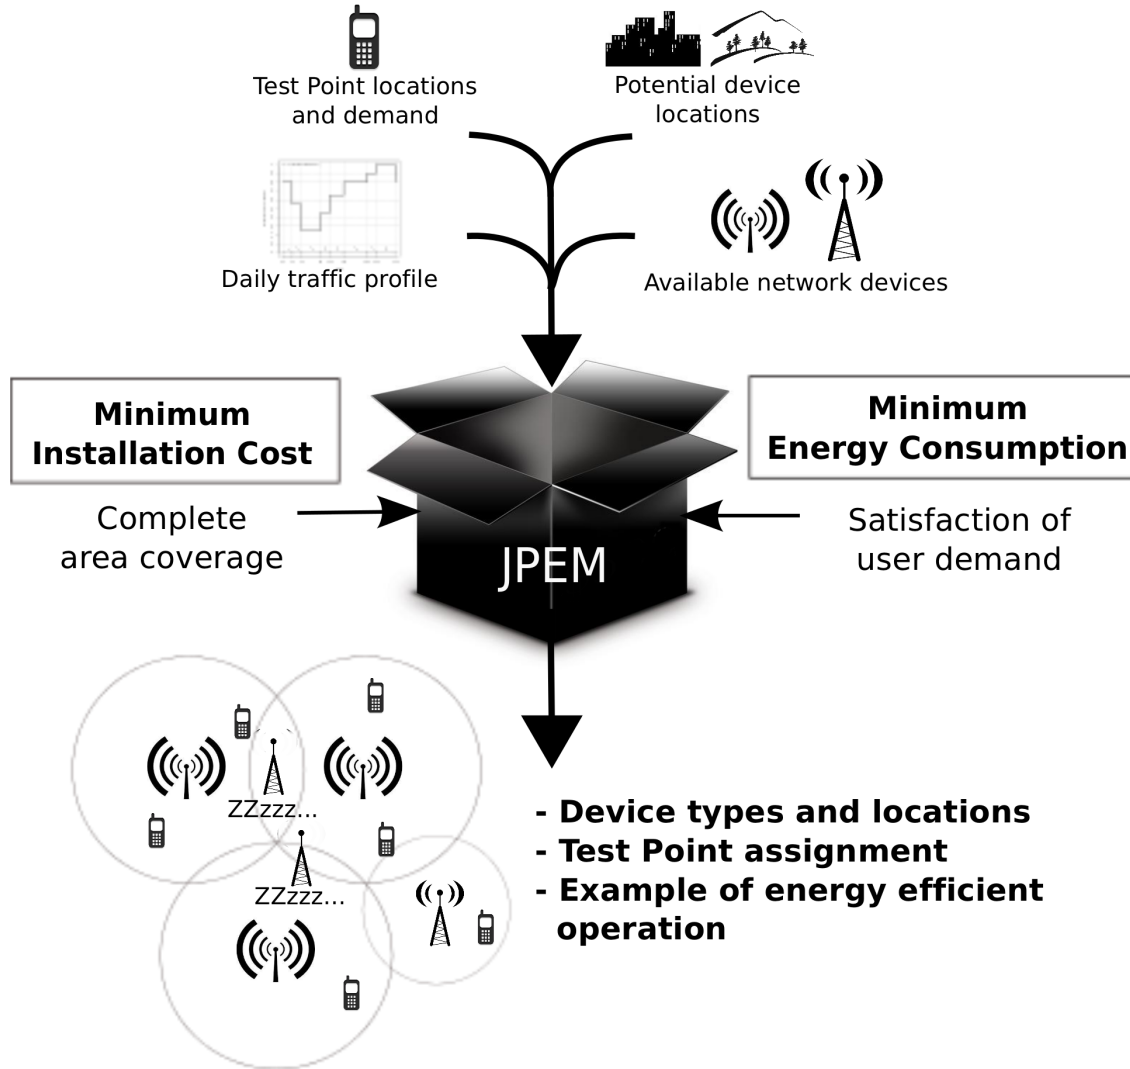 Test Point locations
and demand
Potential device
locations
Daily traffic profile
Available network devices
Minimum
Installation Cost
Minimum
Energy Consumption
Complete
area coverage
Satisfaction of
user demand
JPEM
ZZzzz...
ZZzzz...
- Device types and locations
- Test Point assignment
- Example of energy efficient
operation